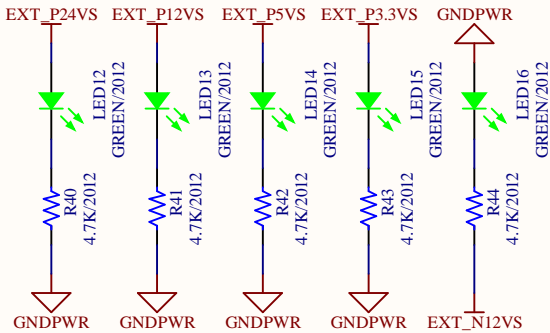 EXT_P24VS
EXT_P12VS
EXT_P5VS
EXT_P3.3VS
GNDPWR
LED12
GREEN/2012
LED13
GREEN/2012
LED14
GREEN/2012
LED15
GREEN/2012
LED16
GREEN/2012
R40
4.7K/2012
R41
4.7K/2012
R42
4.7K/2012
R43
4.7K/2012
R44
4.7K/2012
GNDPWR
GNDPWR
GNDPWR
GNDPWR
EXT_N12VS